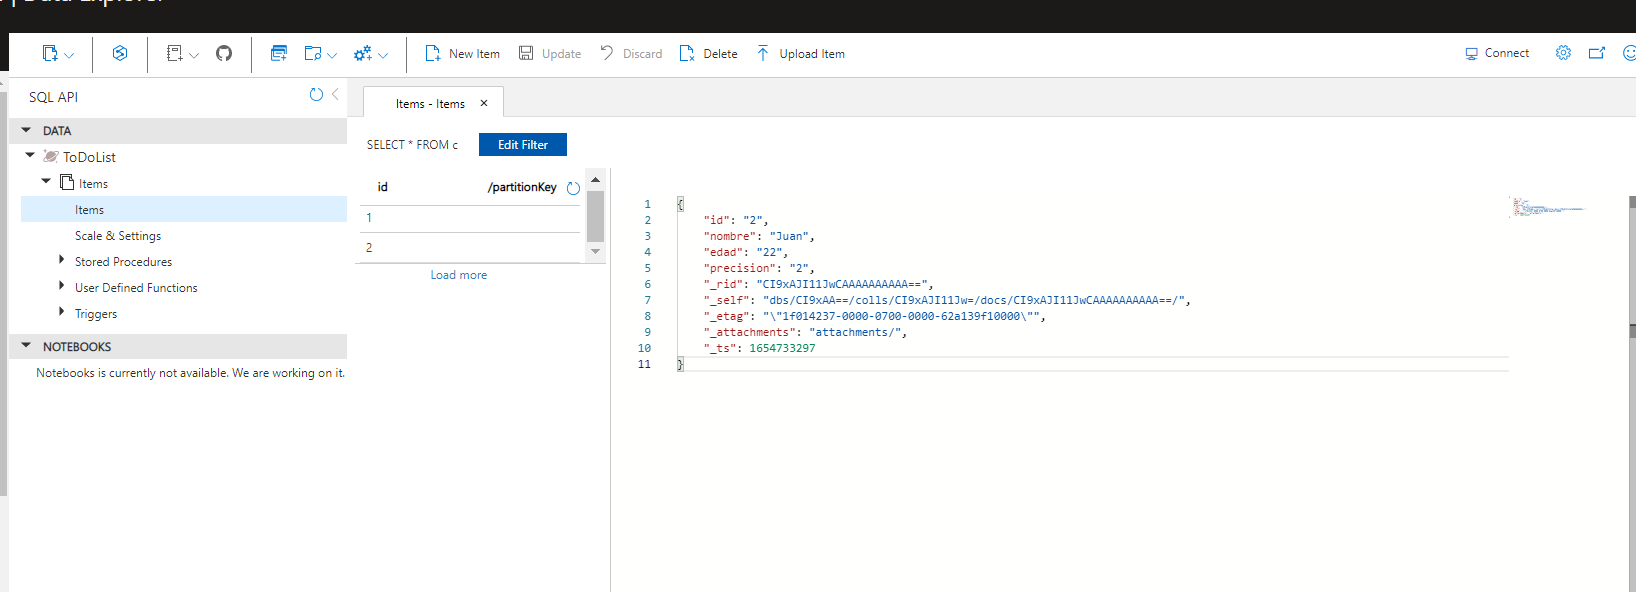 | Data Explorer
New Item Update Discard Delete Upload Item Connect
SQL API
Items - Items
DATA
ToDoList
Items
Items
Scale & Settings
Stored Procedures
User Defined Functions
Triggers
NOTEBOOKS
Notebooks is currently not available. We are working on it.
SELECT * FROM c Edit Filter
id /partitionKey
1
2
Load more
1 {
2 "id": "2",
3 "nombre": "Juan",
4 "edad": "22",
5 "precision": "2",
6 "_rid": "CI9xAJI11JwCAAAAAAAAAA==",
7 "_self": "dbs/CI9xAA==/colls/CI9xAJI11Jw=/docs/CI9xAJI11JwCAAAAAAAAAA==/",
8 "_etag": "\"1f014237-0000-0700-0000-62a139f10000\"",
9 "_attachments": "attachments/",
10 "_ts": 1654733297
11 }